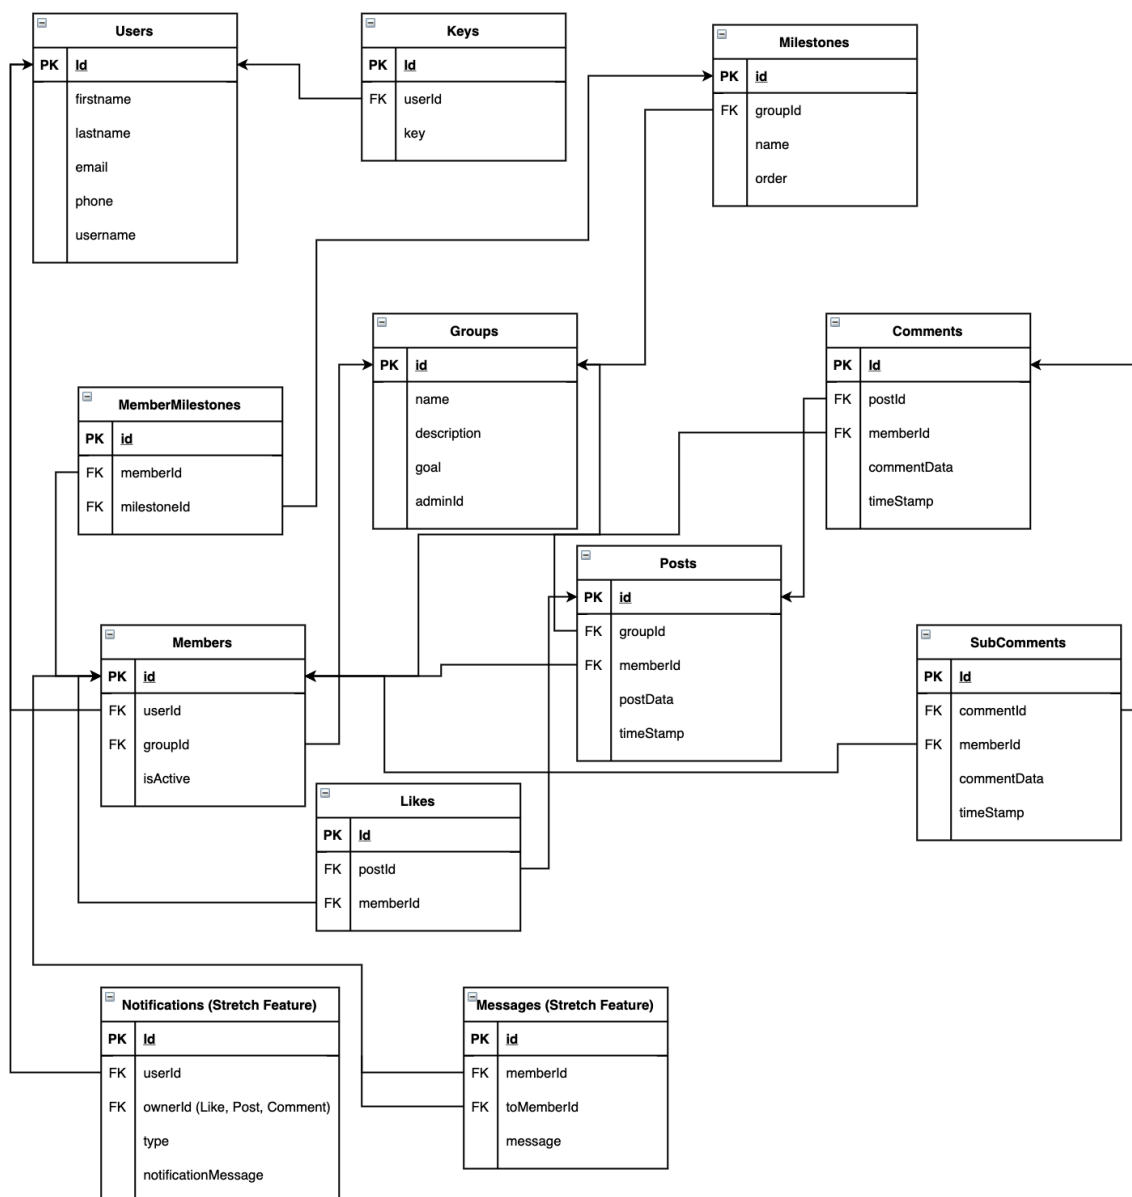 Users
PK Id
firstname
lastname
email
phone
username
Keys
PK Id
FK userId
key
Milestones
PK id
FK groupId
name
order
Groups
PK id
name
description
goal
adminId
Comments
PK Id
FK postId
FK memberId
commentData
timeStamp
MemberMilestones
PK id
FK memberId
FK milestoneId
Posts
PK id
FK groupId
FK memberId
postData
timeStamp
Members
PK id
FK userId
FK groupId
isActive
SubComments
PK Id
FK commentId
FK memberId
commentData
timeStamp
Likes
PK Id
FK postId
FK memberId
Notifications (Stretch Feature)
PK Id
FK userId
FK ownerId (Like, Post, Comment)
type
notificationMessage
Messages (Stretch Feature)
PK id
FK memberId
FK toMemberId
message